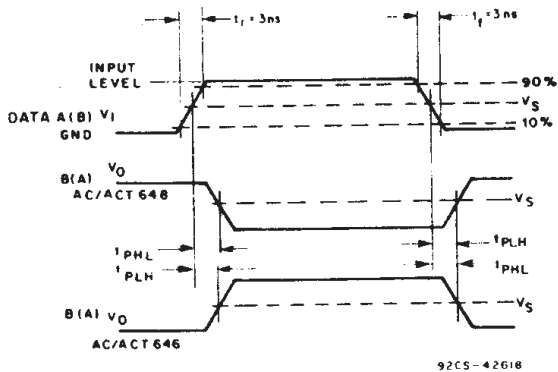 tr = 3ns
tf = 3ns
INPUT LEVEL
90%
VS
10%
DATA A(B) VI
GND
B(A) VO
AC/ACT 648
VS
tPHL
tPLH
tPLH
tPHL
B(A) VO
VS
AC/ACT 646
92CS-42618